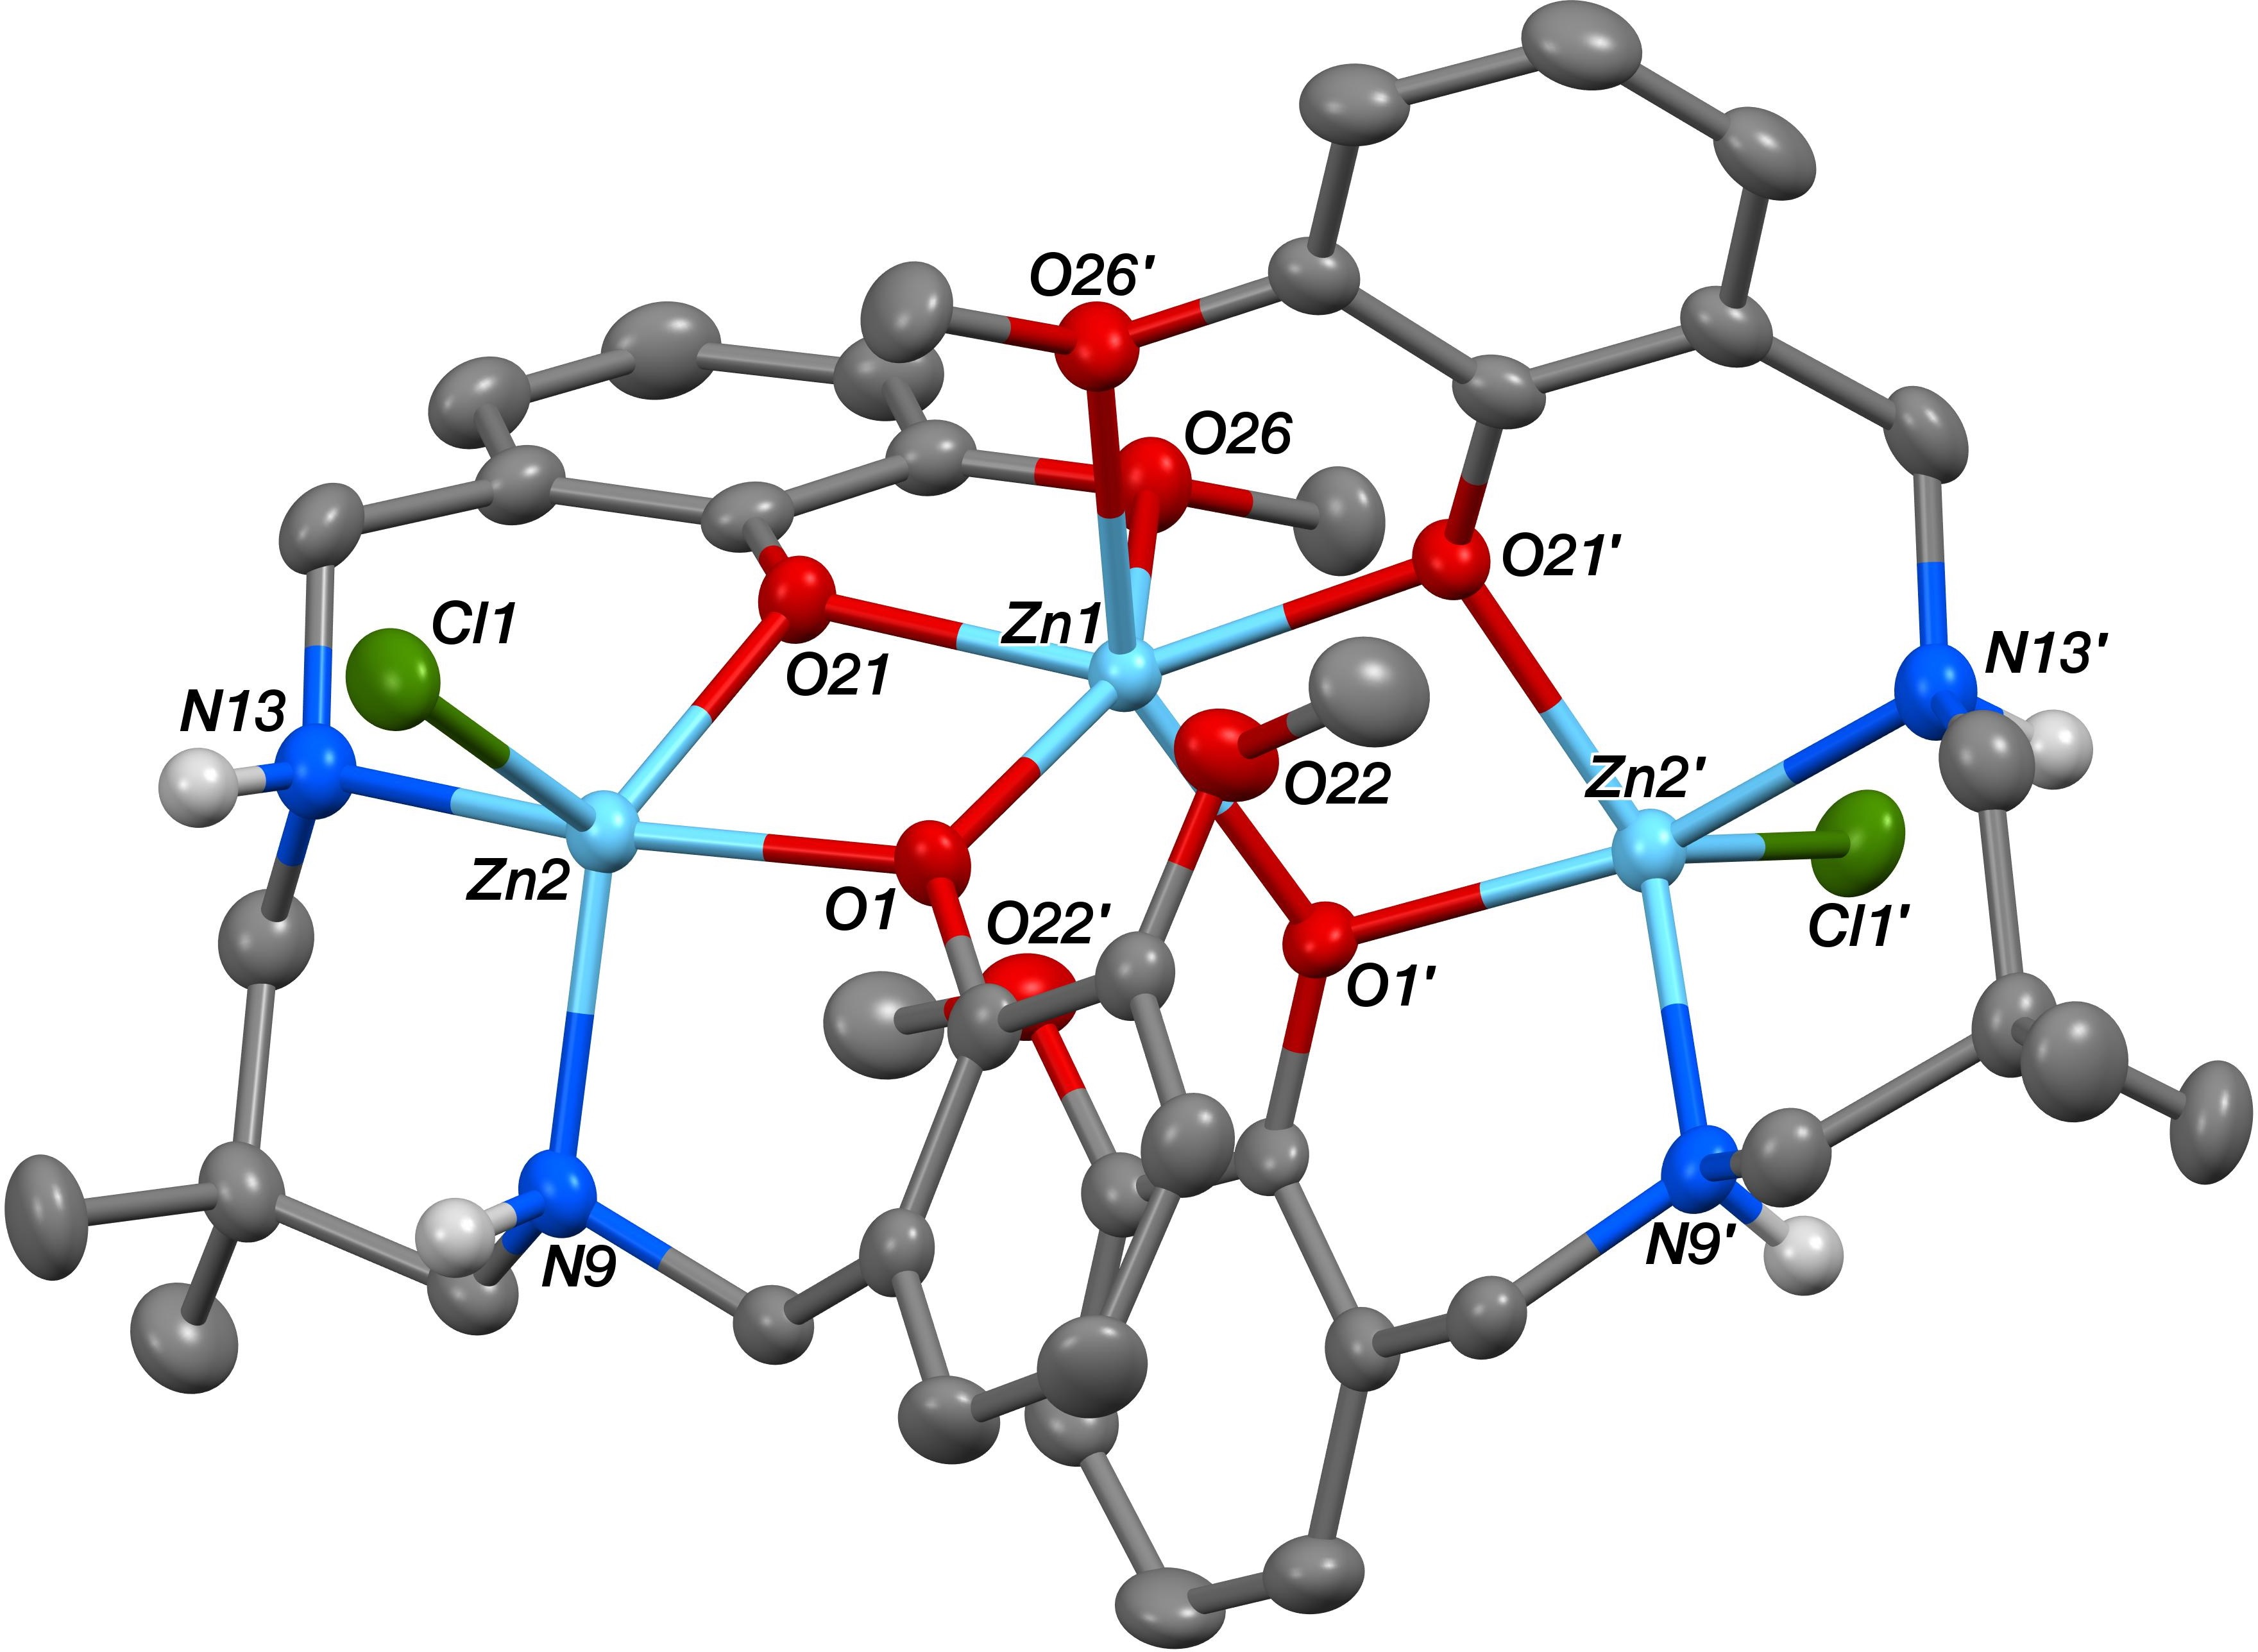 O26'
O26
O21'
Cl1
Zn1
O21
N13'
N13
Zn2'
O22
Zn2
O1
O22'
Cl1'
O1'
N9'
N9